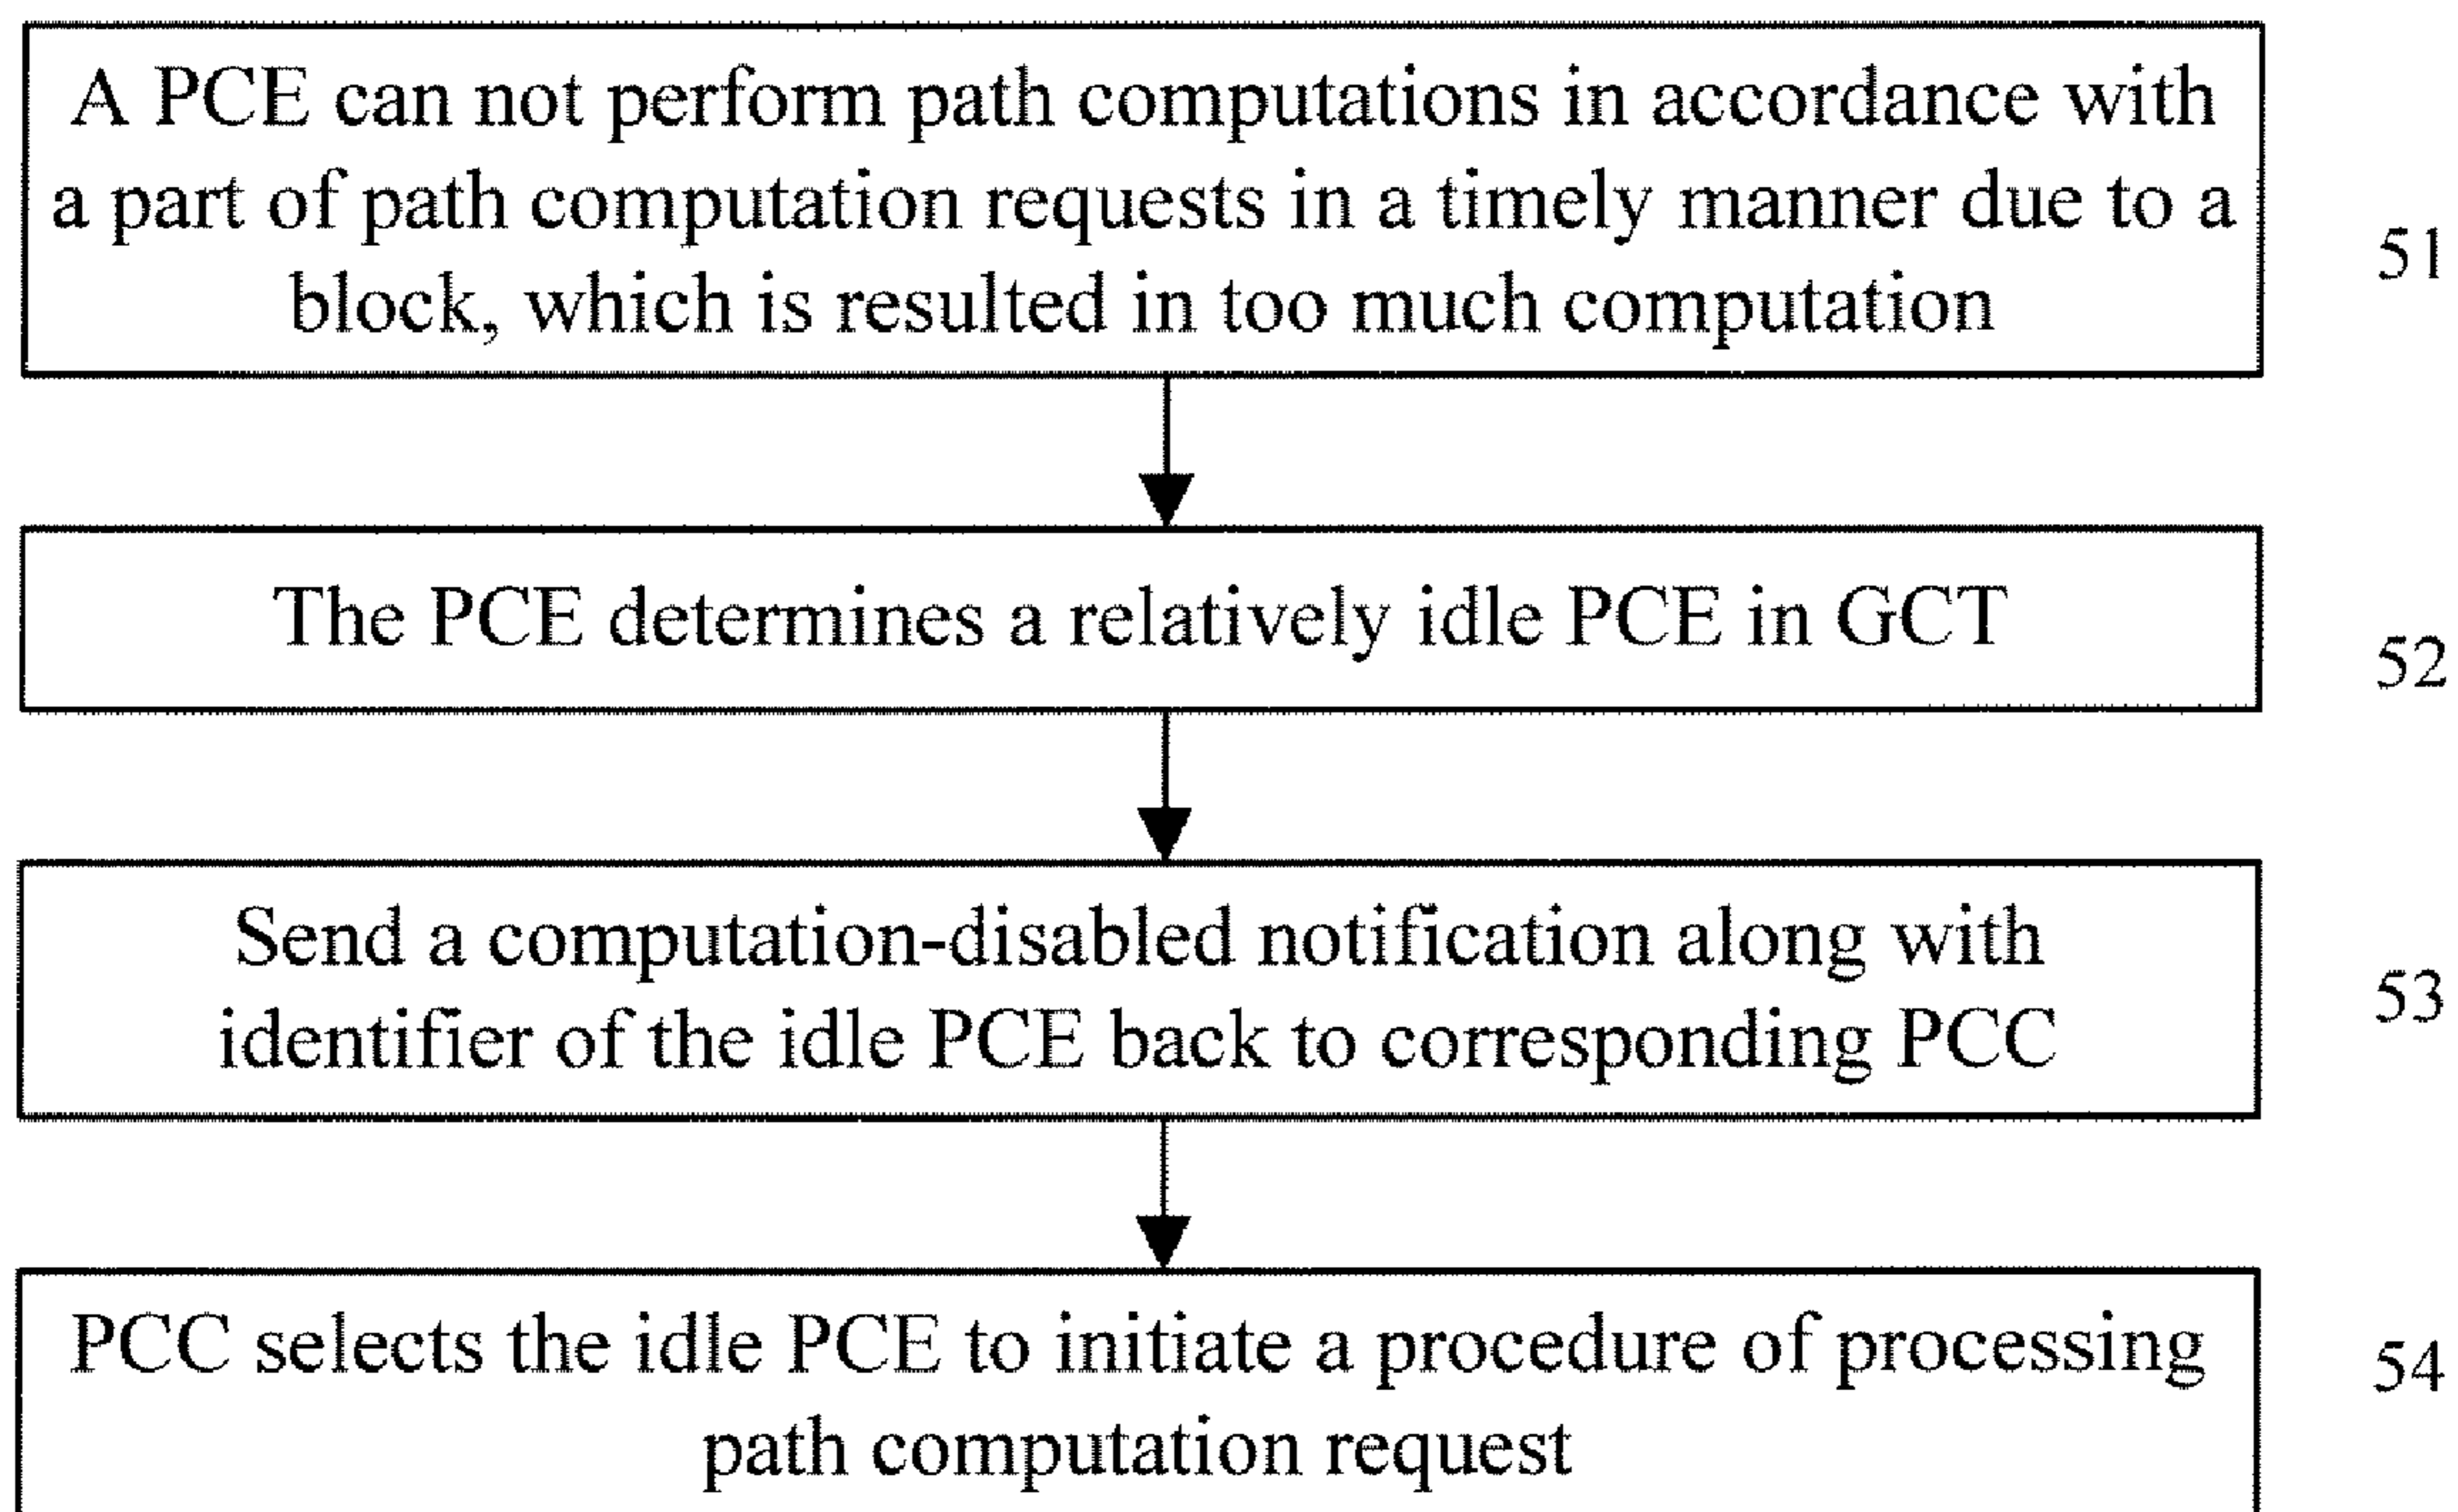 A PCE can not perform path computations in accordance with
a part of path computation requests in a timely manner due to a
block, which is resulted in too much computation
51
The PCE determines a relatively idle PCE in GCT
52
Send a computation-disabled notification along with
identifier of the idle PCE back to corresponding PCC
53
PCC selects the idle PCE to initiate a procedure of processing
path computation request
54